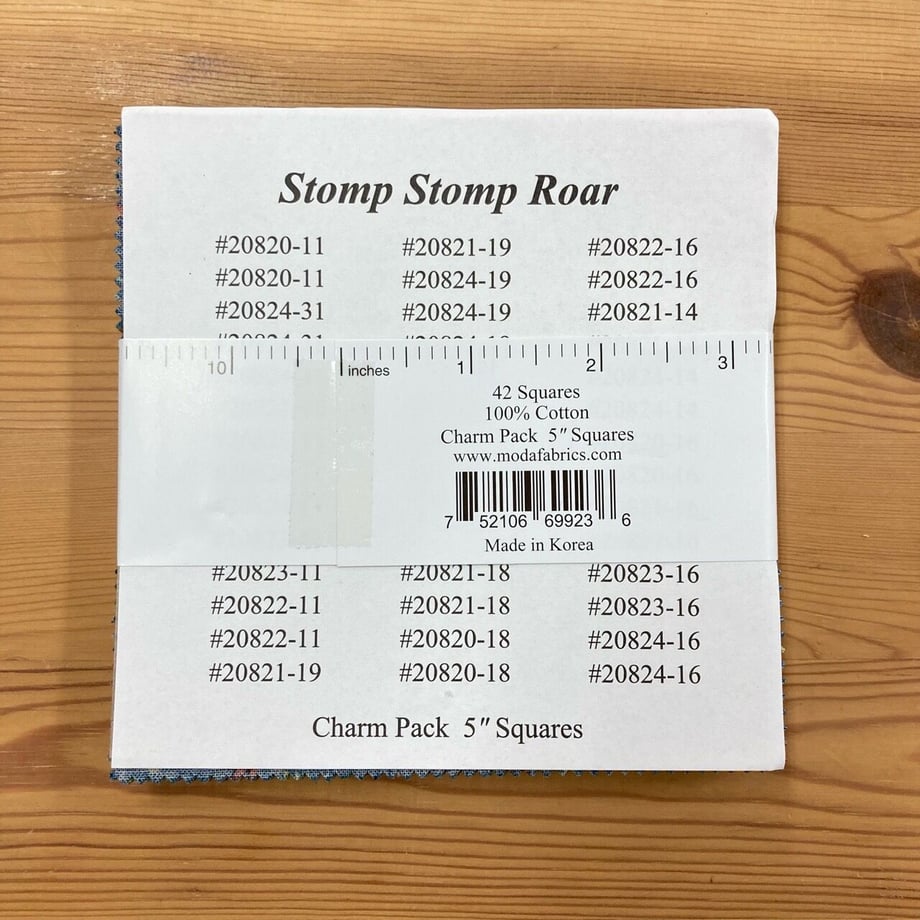 Stomp Stomp Roar
#20820-11 #20821-19 #20822-16
#20820-11 #20824-19 #20822-16
#20824-31 #20824-19 #20821-14
10 inches 1 2 3
42 Squares
100% Cotton
Charm Pack 5" Squares
www.modafabrics.com
7 52106 69923 6
Made in Korea
#20823-11 #20821-18 #20823-16
#20822-11 #20821-18 #20823-16
#20822-11 #20820-18 #20824-16
#20821-19 #20820-18 #20824-16
Charm Pack 5" Squares